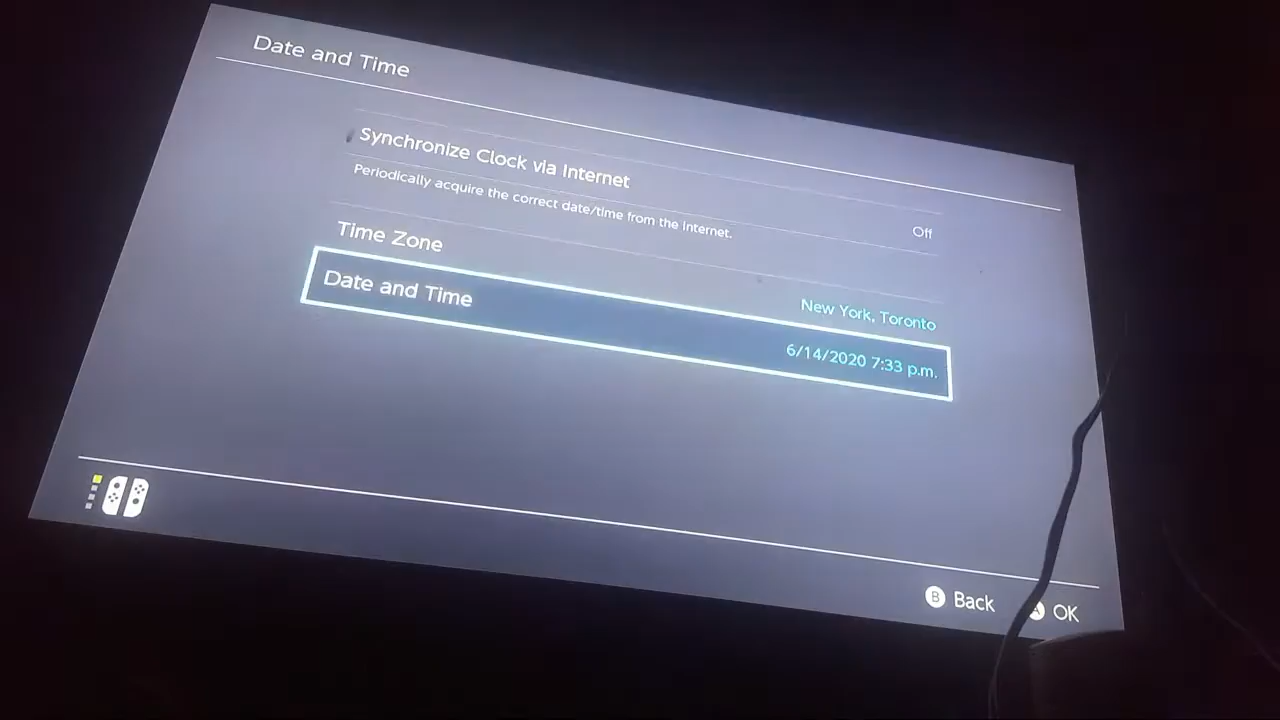 Date and Time
Synchronize Clock via Internet
Off
Periodically acquire the correct date/time from the Internet.
Time Zone
New York, Toronto
Date and Time
6/14/2020 7:33 p.m.
B Back
A OK